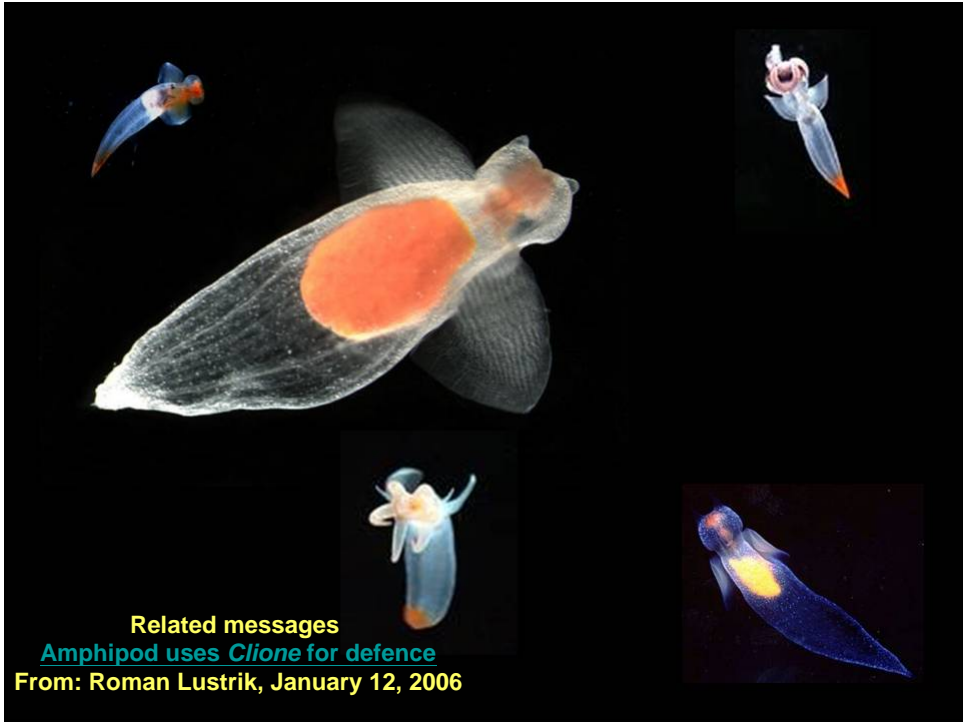 Related messages
Amphipod uses Clione for defence
From: Roman Lustrik, January 12, 2006